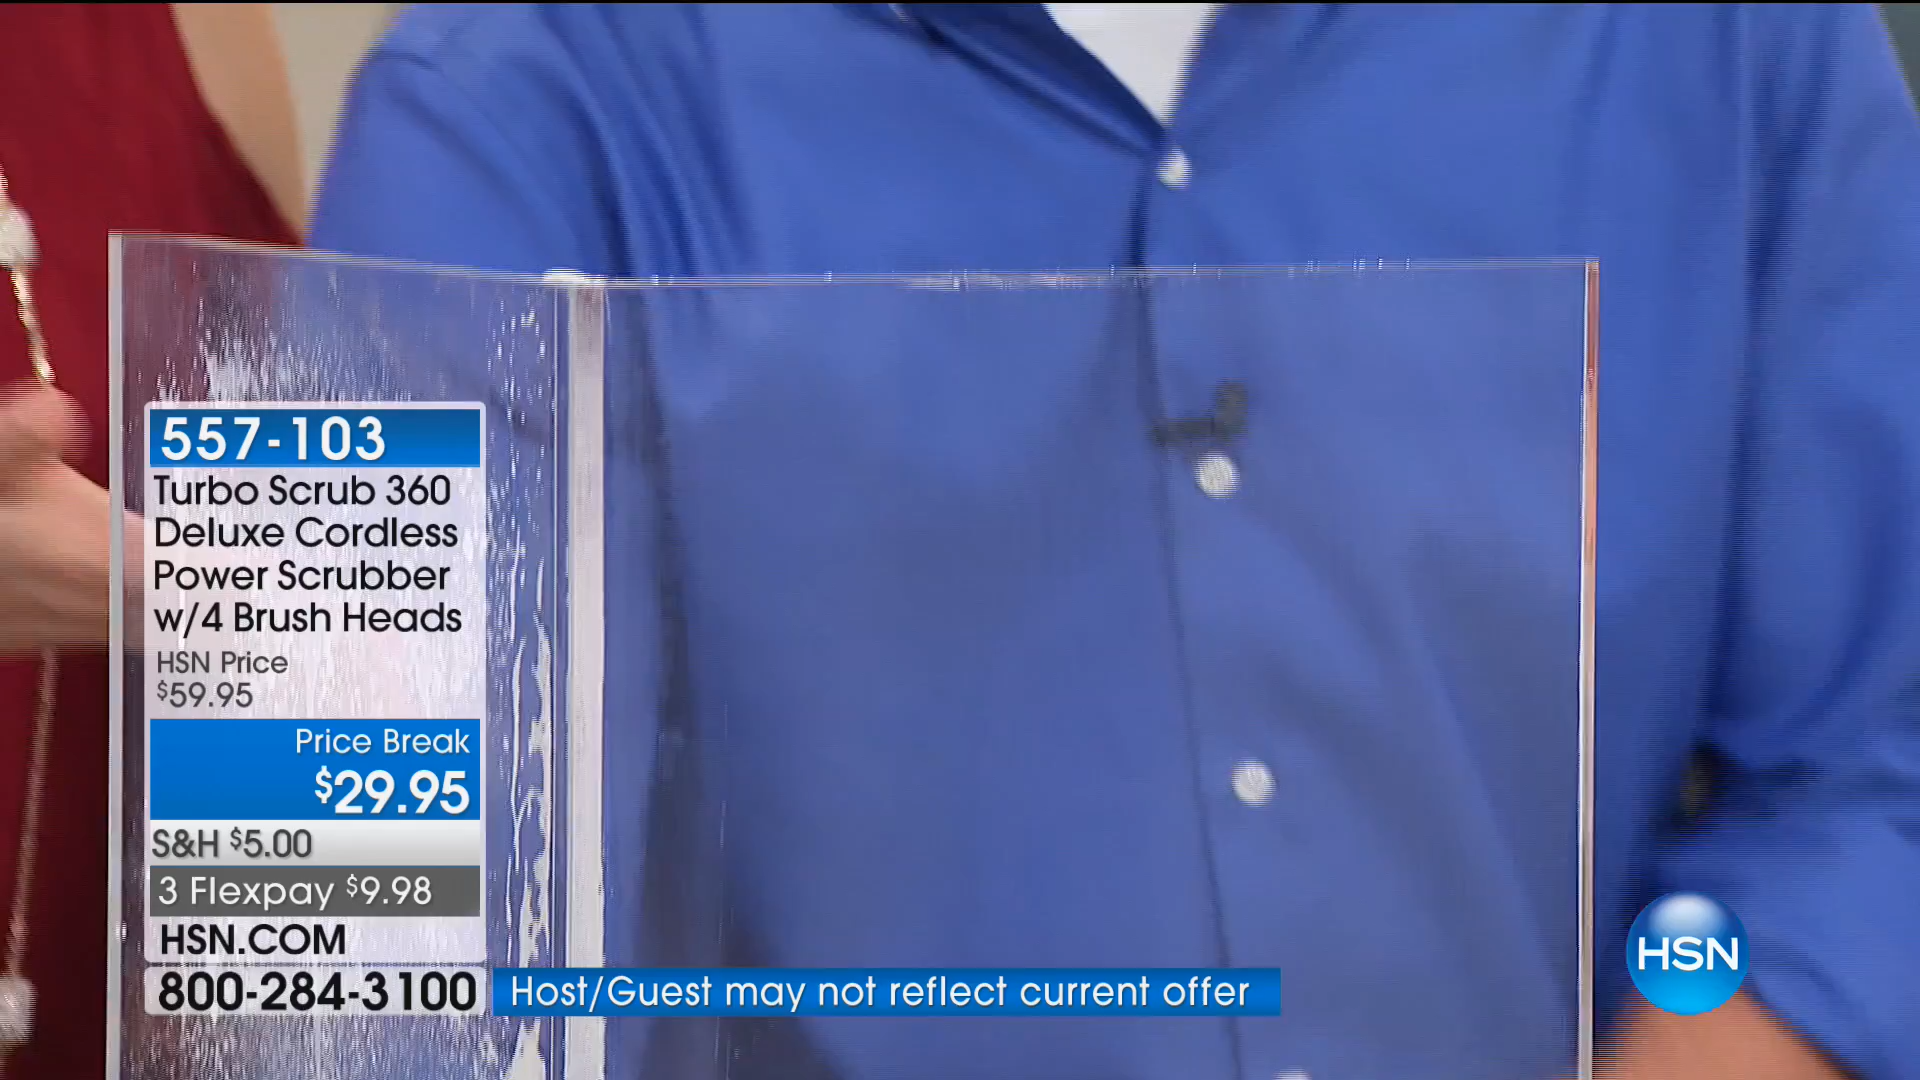 557-103
Turbo Scrub 360
Deluxe Cordless
Power Scrubber
w/4 Brush Heads
HSN Price
$59.95
Price Break
$29.95
S&H $5.00
3 Flexpay $9.98
HSN.COM
800-284-3100
Host/Guest may not reflect current offer
HSN